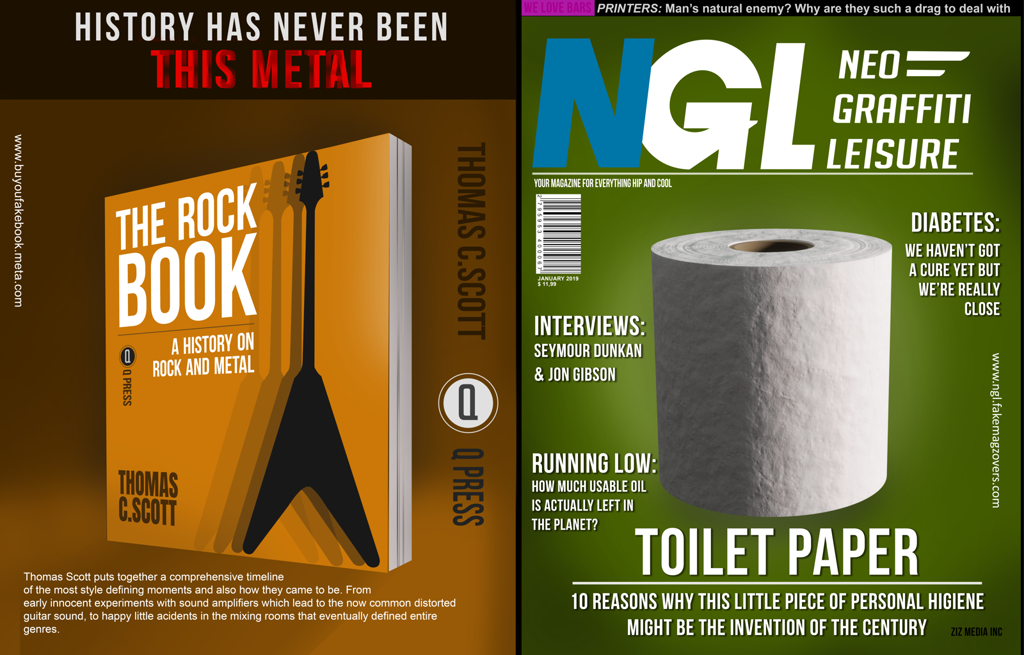 HISTORY HAS NEVER BEEN
THIS METAL
www.buyoufakebook.meta.com
THE ROCK
BOOK
A HISTORY ON
ROCK AND METAL
Q
Q PRESS
THOMAS
C.SCOTT
THOMAS C.SCOTT
Q
Q PRESS
Thomas Scott puts together a comprehensive timeline
of the most style defining moments and also how they came to be. From
early innocent experiments with sound amplifiers which lead to the now common distorted
guitar sound, to happy little acidents in the mixing rooms that eventually defined entire
genres.
WE LOVE BARS
PRINTERS: Man's natural enemy? Why are they such a drag to deal with
NGL
NEO
GRAFFITI
LEISURE
YOUR MAGAZINE FOR EVERYTHING HIP AND COOL
JANUARY 2019
$ 11,99
DIABETES:
WE HAVEN'T GOT
A CURE YET BUT
WE'RE REALLY
CLOSE
INTERVIEWS:
SEYMOUR DUNKAN
& JON GIBSON
www.ngl.fakemagzovers.com
RUNNING LOW:
HOW MUCH USABLE OIL
IS ACTUALLY LEFT IN
THE PLANET?
TOILET PAPER
10 REASONS WHY THIS LITTLE PIECE OF PERSONAL HIGIENE
MIGHT BE THE INVENTION OF THE CENTURY
ZIZ MEDIA INC